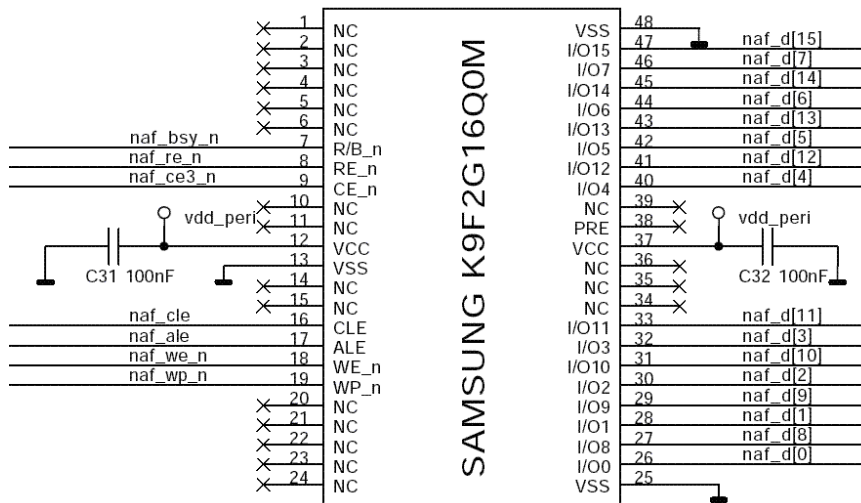 1 NC
2 NC
3 NC
4 NC
5 NC
6 NC
naf_bsy_n 7 R/B_n
naf_re_n 8 RE_n
naf_ce3_n 9 CE_n
10 NC
vdd_peri 11 NC
12 VCC
C31 100nF 13 VSS
14 NC
15 NC
naf_cle 16 CLE
naf_ale 17 ALE
naf_we_n 18 WE_n
naf_wp_n 19 WP_n
20 NC
21 NC
22 NC
23 NC
24 NC
SAMSUNG K9F2G16Q0M
VSS 48
I/O15 47 naf_d[15]
I/O7 46 naf_d[7]
I/O14 45 naf_d[14]
I/O6 44 naf_d[6]
I/O13 43 naf_d[13]
I/O5 42 naf_d[5]
I/O12 41 naf_d[12]
I/O4 40 naf_d[4]
NC 39
PRE 38 vdd_peri
VCC 37
NC 36 C32 100nF
NC 35
NC 34
I/O11 33 naf_d[11]
I/O3 32 naf_d[3]
I/O10 31 naf_d[10]
I/O2 30 naf_d[2]
I/O9 29 naf_d[9]
I/O1 28 naf_d[1]
I/O8 27 naf_d[8]
I/O0 26 naf_d[0]
VSS 25